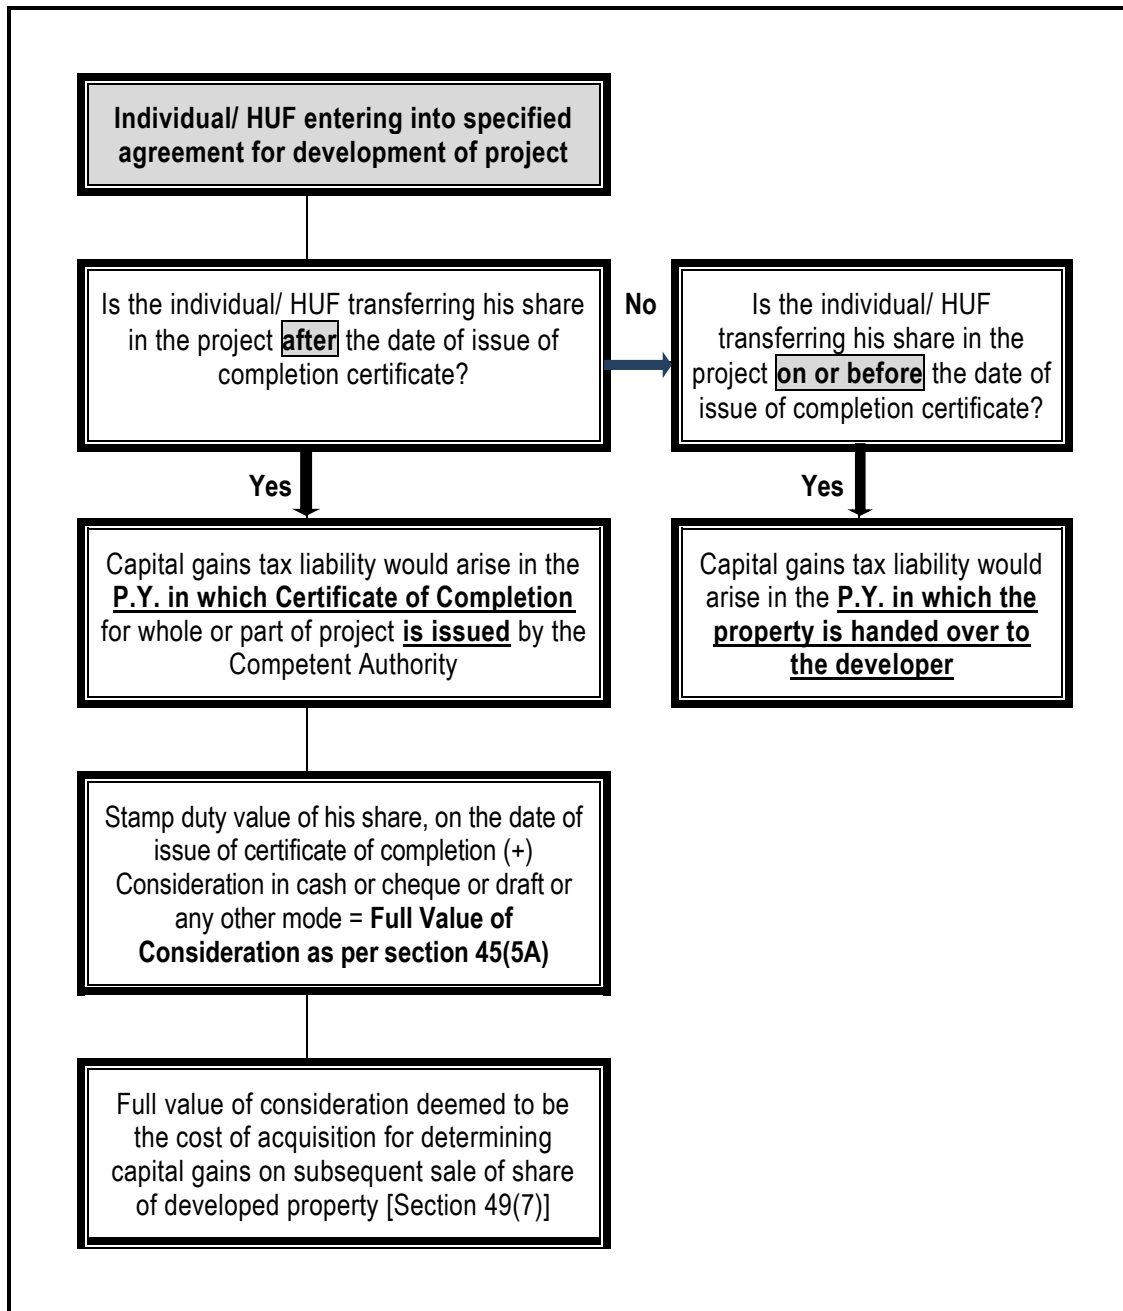 Individual/ HUF entering into specified
agreement for development of project
Is the individual/ HUF transferring his share
in the project after the date of issue of
completion certificate?
No
Is the individual/ HUF
transferring his share in the
project on or before the date of
issue of completion certificate?
Yes
Yes
Capital gains tax liability would arise in the
P.Y. in which Certificate of Completion
for whole or part of project is issued by the
Competent Authority
Capital gains tax liability would
arise in the P.Y. in which the
property is handed over to
the developer
Stamp duty value of his share, on the date of
issue of certificate of completion (+)
Consideration in cash or cheque or draft or
any other mode = Full Value of
Consideration as per section 45(5A)
Full value of consideration deemed to be
the cost of acquisition for determining
capital gains on subsequent sale of share
of developed property [Section 49(7)]